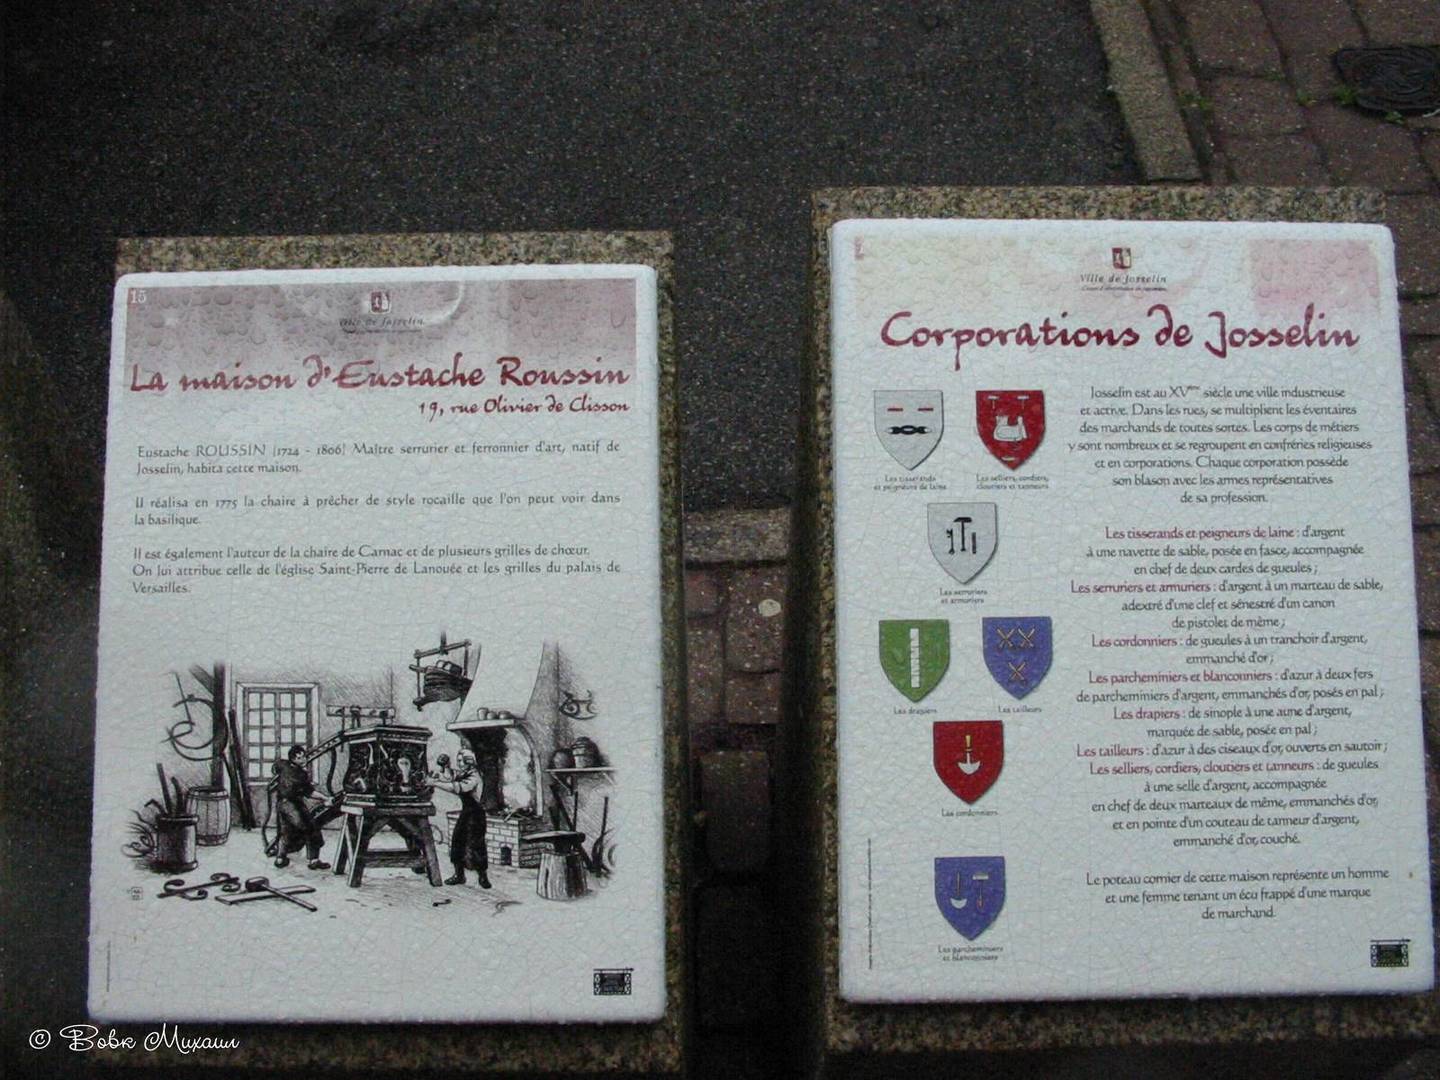 15
Ville de Josselin
La maison d'Eustache Roussin
19, rue Olivier de Clisson
Eustache ROUSSIN (1724 - 1806) Maître serrurier et ferronnier d'art, natif de
Josselin, habita cette maison.
Il réalisa en 1775 la chaire à prêcher de style rocaille que l'on peut voir dans
la basilique.
Il est également l'auteur de la chaire de Carnac et de plusieurs grilles de chœur.
On lui attribue celle de l'église Saint-Pierre de Lanouée et les grilles du palais de
Versailles.
Ville de Josselin
Corporations de Josselin
Josselin est au XVème siècle une ville industrieuse
et active. Dans les rues, se multiplient les éventaires
des marchands de toutes sortes. Les corps de métiers
y sont nombreux et se regroupent en confréries religieuses
et en corporations. Chaque corporation possède
son blason avec les armes représentatives
de sa profession.
Les tisserands et peigneurs de laine : d'argent
à une navette de sable, posée en fasce, accompagnée
en chef de deux cardes de gueules ;
Les serruriers et armuriers : d'argent à un marteau de sable,
adextré d'une clef et sénestré d'un canon
de pistolet de même ;
Les cordonniers : de gueules à un tranchoir d'argent,
emmanché d'or ;
Les parcheminiers et blanconniers : d'azur à deux fers
de parcheminiers d'argent, emmanchés d'or, posés en pal ;
Les drapiers : de sinople à une aune d'argent,
marquée de sable, posée en pal ;
Les tailleurs : d'azur à des ciseaux d'or, ouverts en sautoir ;
Les selliers, cordiers, cloutiers et tanneurs : de gueules
à une selle d'argent, accompagnée
en chef de deux marteaux de même, emmanchés d'or,
et en pointe d'un couteau de tanneur d'argent,
emmanché d'or, couché.
Le poteau cornier de cette maison représente un homme
et une femme tenant un écu frappé d'une marque
de marchand.
Les tisserands
et peigneurs de laine
Les selliers, cordiers,
cloutiers et tanneurs
Les serruriers
et armuriers
Les drapiers
Les tailleurs
Les cordonniers
Les parcheminiers
et blanconniers
© Вовк Михаил